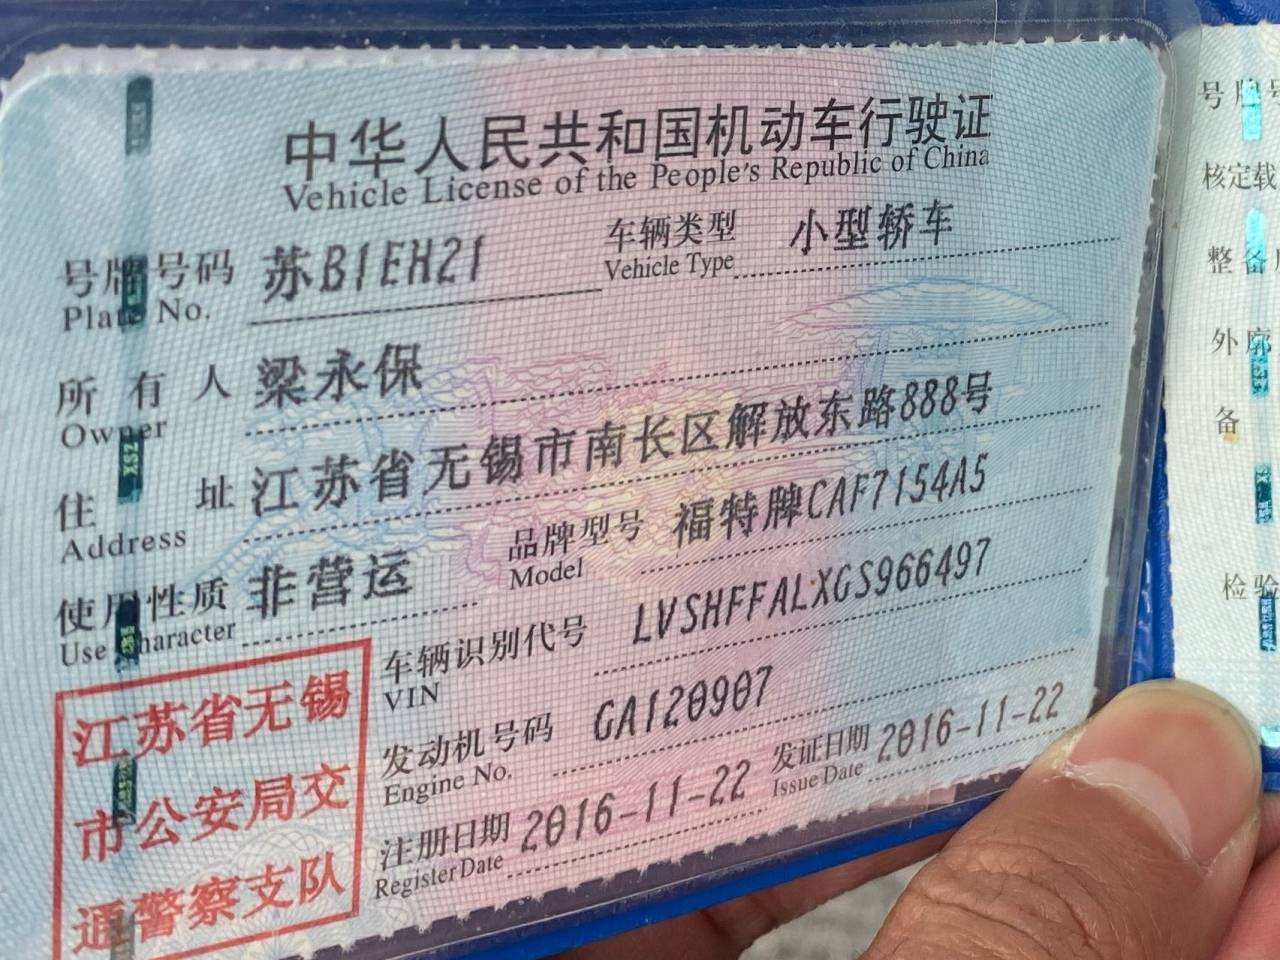 中华人民共和国机动车行驶证
Vehicle License of the People's Republic of China
号牌号码 苏B1EH21 车辆类型 小型轿车
Plate No. Vehicle Type
所有人 梁永保
Owner
住址 江苏省无锡市南长区解放东路888号
Address
使用性质 非营运 品牌型号 福特牌CAF7154A5
Use Character Model
车辆识别代号 LVSHFFALXGS966497
VIN
发动机号码 GA120907
Engine No.
注册日期 2016-11-22 发证日期 2016-11-22
Register Date Issue Date
江苏省无锡
市公安局交
通警察支队
号牌号
核定载
整备
外廓
备
检验